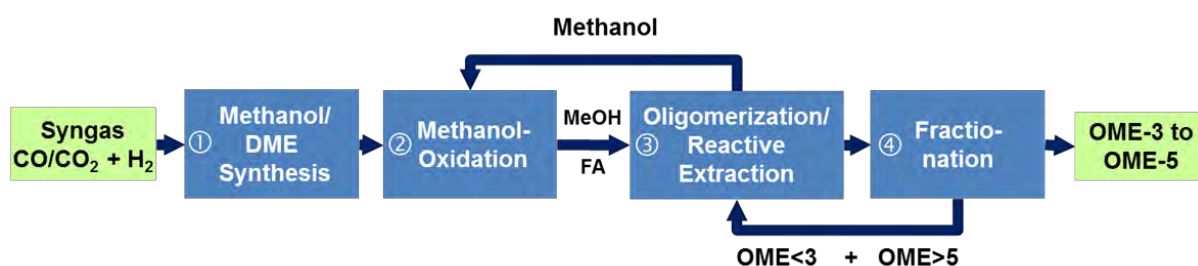 Methanol
Syngas
CO/CO₂ + H₂
① Methanol/
DME
Synthesis
② Methanol-
Oxidation
MeOH
FA
③ Oligomerization/
Reactive
Extraction
④ Fractio-
nation
OME-3 to
OME-5
OME<3 + OME>5